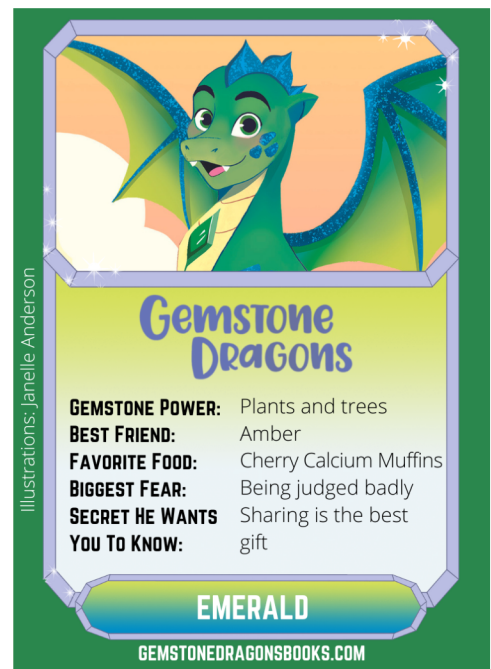 Illustrations: Janelle Anderson
Gemstone
Dragons
Gemstone Power: Plants and trees
Best Friend: Amber
Favorite Food: Cherry Calcium Muffins
Biggest Fear: Being judged badly
Secret He Wants Sharing is the best
You To Know: gift
EMERALD
GEMSTONEDRAGONSBOOKS.COM